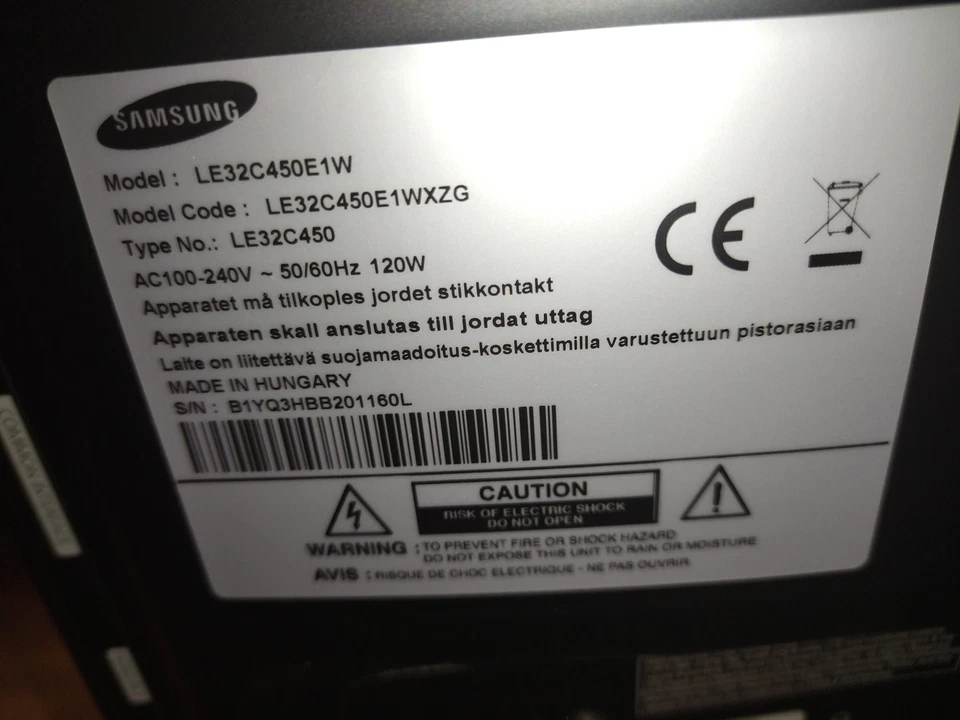 SAMSUNG
Model : LE32C450E1W
Model Code : LE32C450E1WXZG
Type No.: LE32C450
AC100-240V ~ 50/60Hz 120W
Apparatet må tilkoples jordet stikkontakt
Apparaten skall anslutas till jordat uttag
Laite on liitettävä suojamaadoitus-koskettimilla varustettuun pistorasiaan
MADE IN HUNGARY
S/N : B1YQ3HBB201160L
CE
CAUTION
RISK OF ELECTRIC SHOCK
DO NOT OPEN
WARNING : TO PREVENT FIRE OR SHOCK HAZARD
DO NOT EXPOSE THIS UNIT TO RAIN OR MOISTURE
AVIS : RISQUE DE CHOC ELECTRIQUE - NE PAS OUVRIR
COMMON